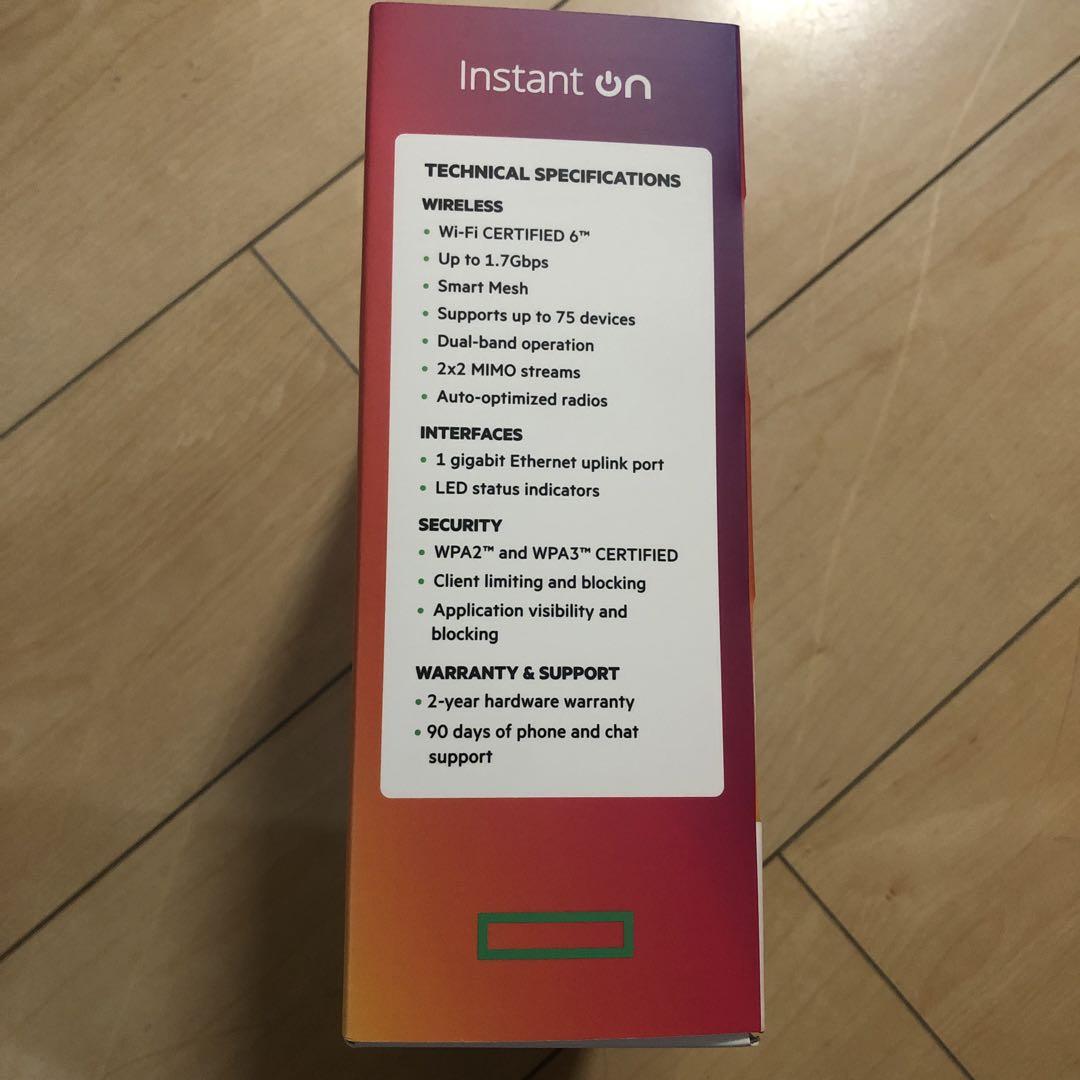 Instant on
TECHNICAL SPECIFICATIONS
WIRELESS
• Wi-Fi CERTIFIED 6™
• Up to 1.7Gbps
• Smart Mesh
• Supports up to 75 devices
• Dual-band operation
• 2x2 MIMO streams
• Auto-optimized radios
INTERFACES
• 1 gigabit Ethernet uplink port
• LED status indicators
SECURITY
• WPA2™ and WPA3™ CERTIFIED
• Client limiting and blocking
• Application visibility and
blocking
WARRANTY & SUPPORT
• 2-year hardware warranty
• 90 days of phone and chat
support